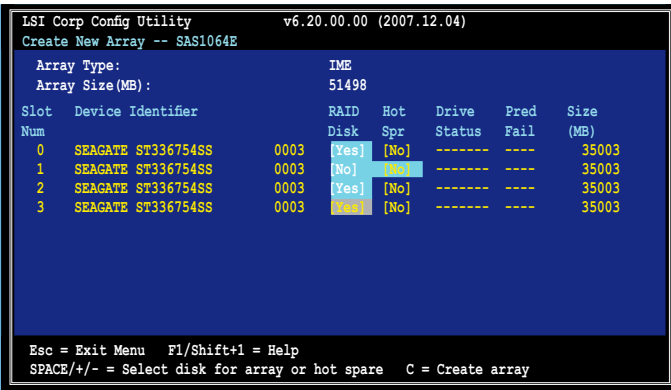 LSI Corp Config Utility v6.20.00.00 (2007.12.04)
Create New Array -- SAS1064E
Array Type: IME
Array Size(MB): 51498
Slot Device Identifier RAID Hot Drive Pred Size
Num Disk Spr Status Fail (MB)
0 SEAGATE ST336754SS 0003 [Yes] [No] ------- ---- 35003
1 SEAGATE ST336754SS 0003 [No] [No] ------- ---- 35003
2 SEAGATE ST336754SS 0003 [Yes] [No] ------- ---- 35003
3 SEAGATE ST336754SS 0003 [Yes] [No] ------- ---- 35003
Esc = Exit Menu F1/Shift+1 = Help
SPACE/+/- = Select disk for array or hot spare C = Create array